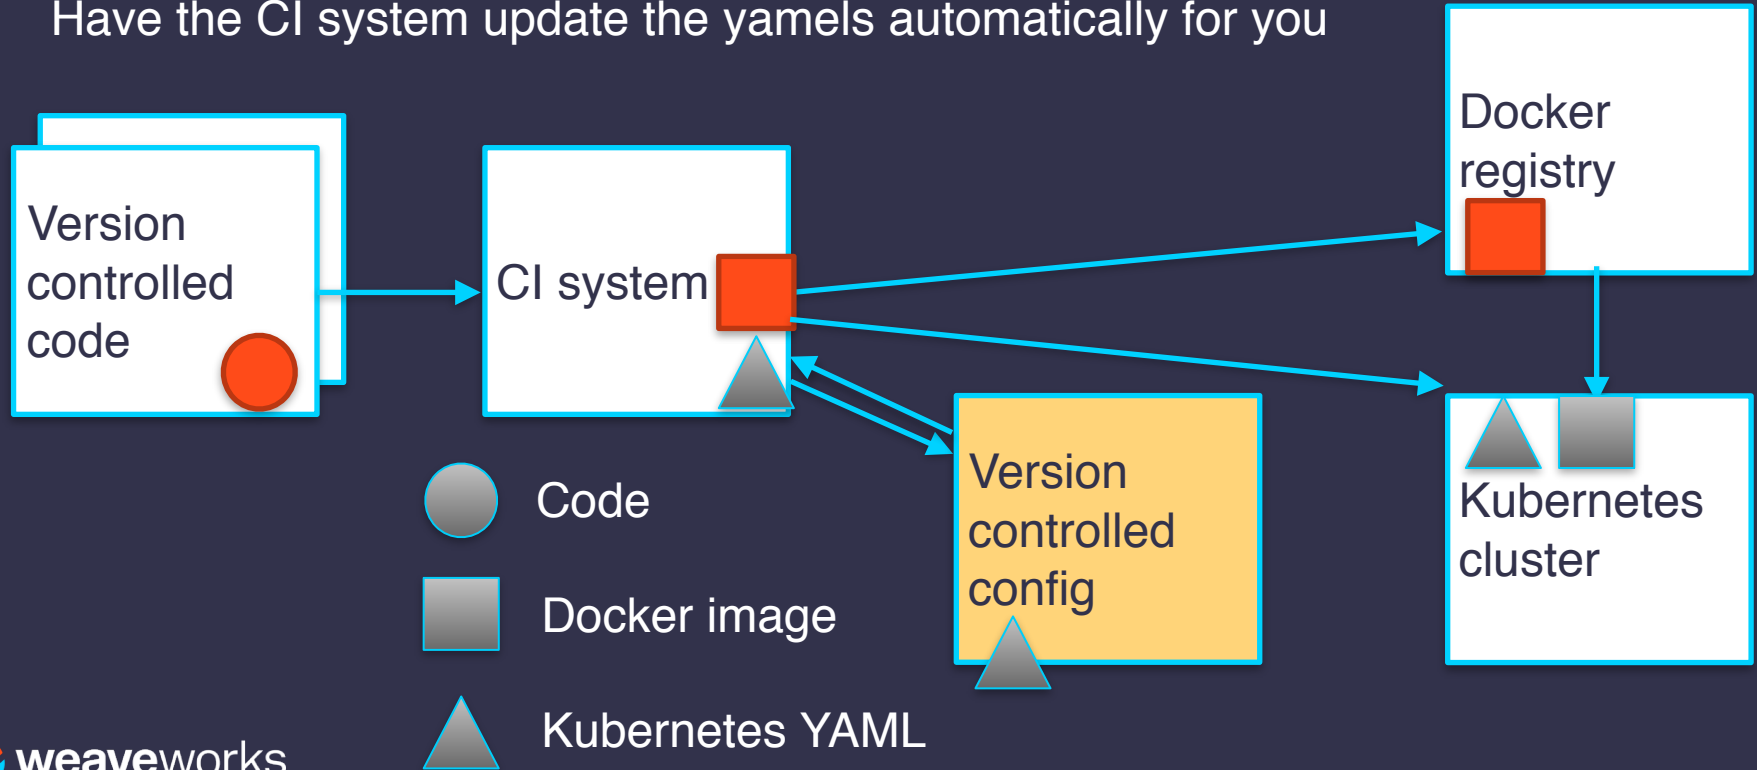 Have the CI system update the yamels automatically for you
Version
controlled
code
CI system
Docker
registry
Version
controlled
config
Kubernetes
cluster
Code
Docker image
Kubernetes YAML
weaveworks